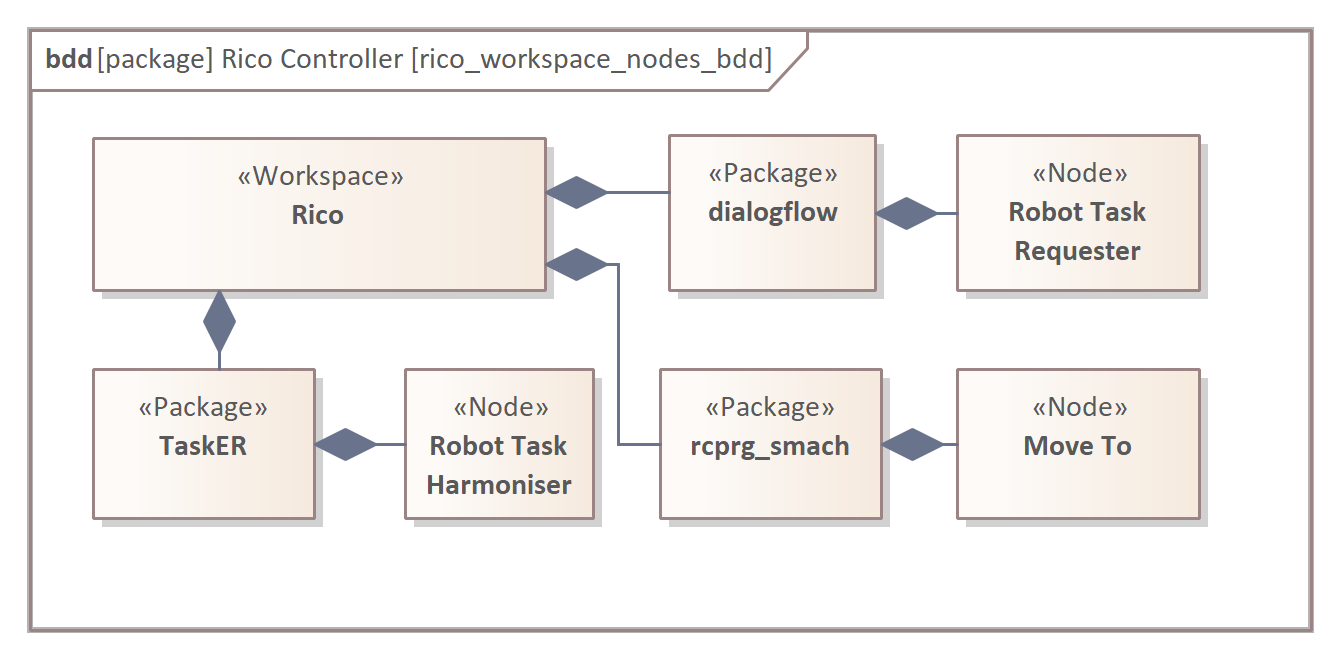 bdd [package] Rico Controller [rico_workspace_nodes_bdd]
«Workspace»
Rico
«Package»
dialogflow
«Node»
Robot Task
Requester
«Package»
TaskER
«Node»
Robot Task
Harmoniser
«Package»
rcprg_smach
«Node»
Move To